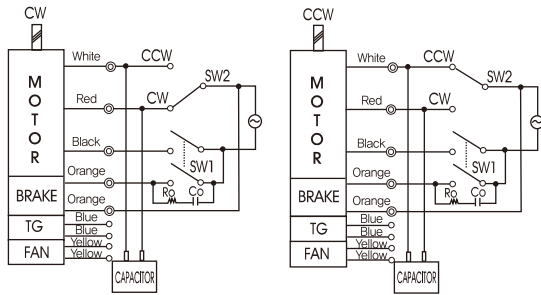 CW
White
CCW
SW2
Red
CW
MOTOR
Black
SW1
Orange
Ro
Co
BRAKE
Orange
Blue
TG
Blue
Yellow
FAN
Yellow
CAPACITOR
CCW
White
CCW
SW2
Red
CW
MOTOR
Black
SW1
Orange
Ro
Co
BRAKE
Orange
Blue
TG
Blue
Yellow
FAN
Yellow
CAPACITOR